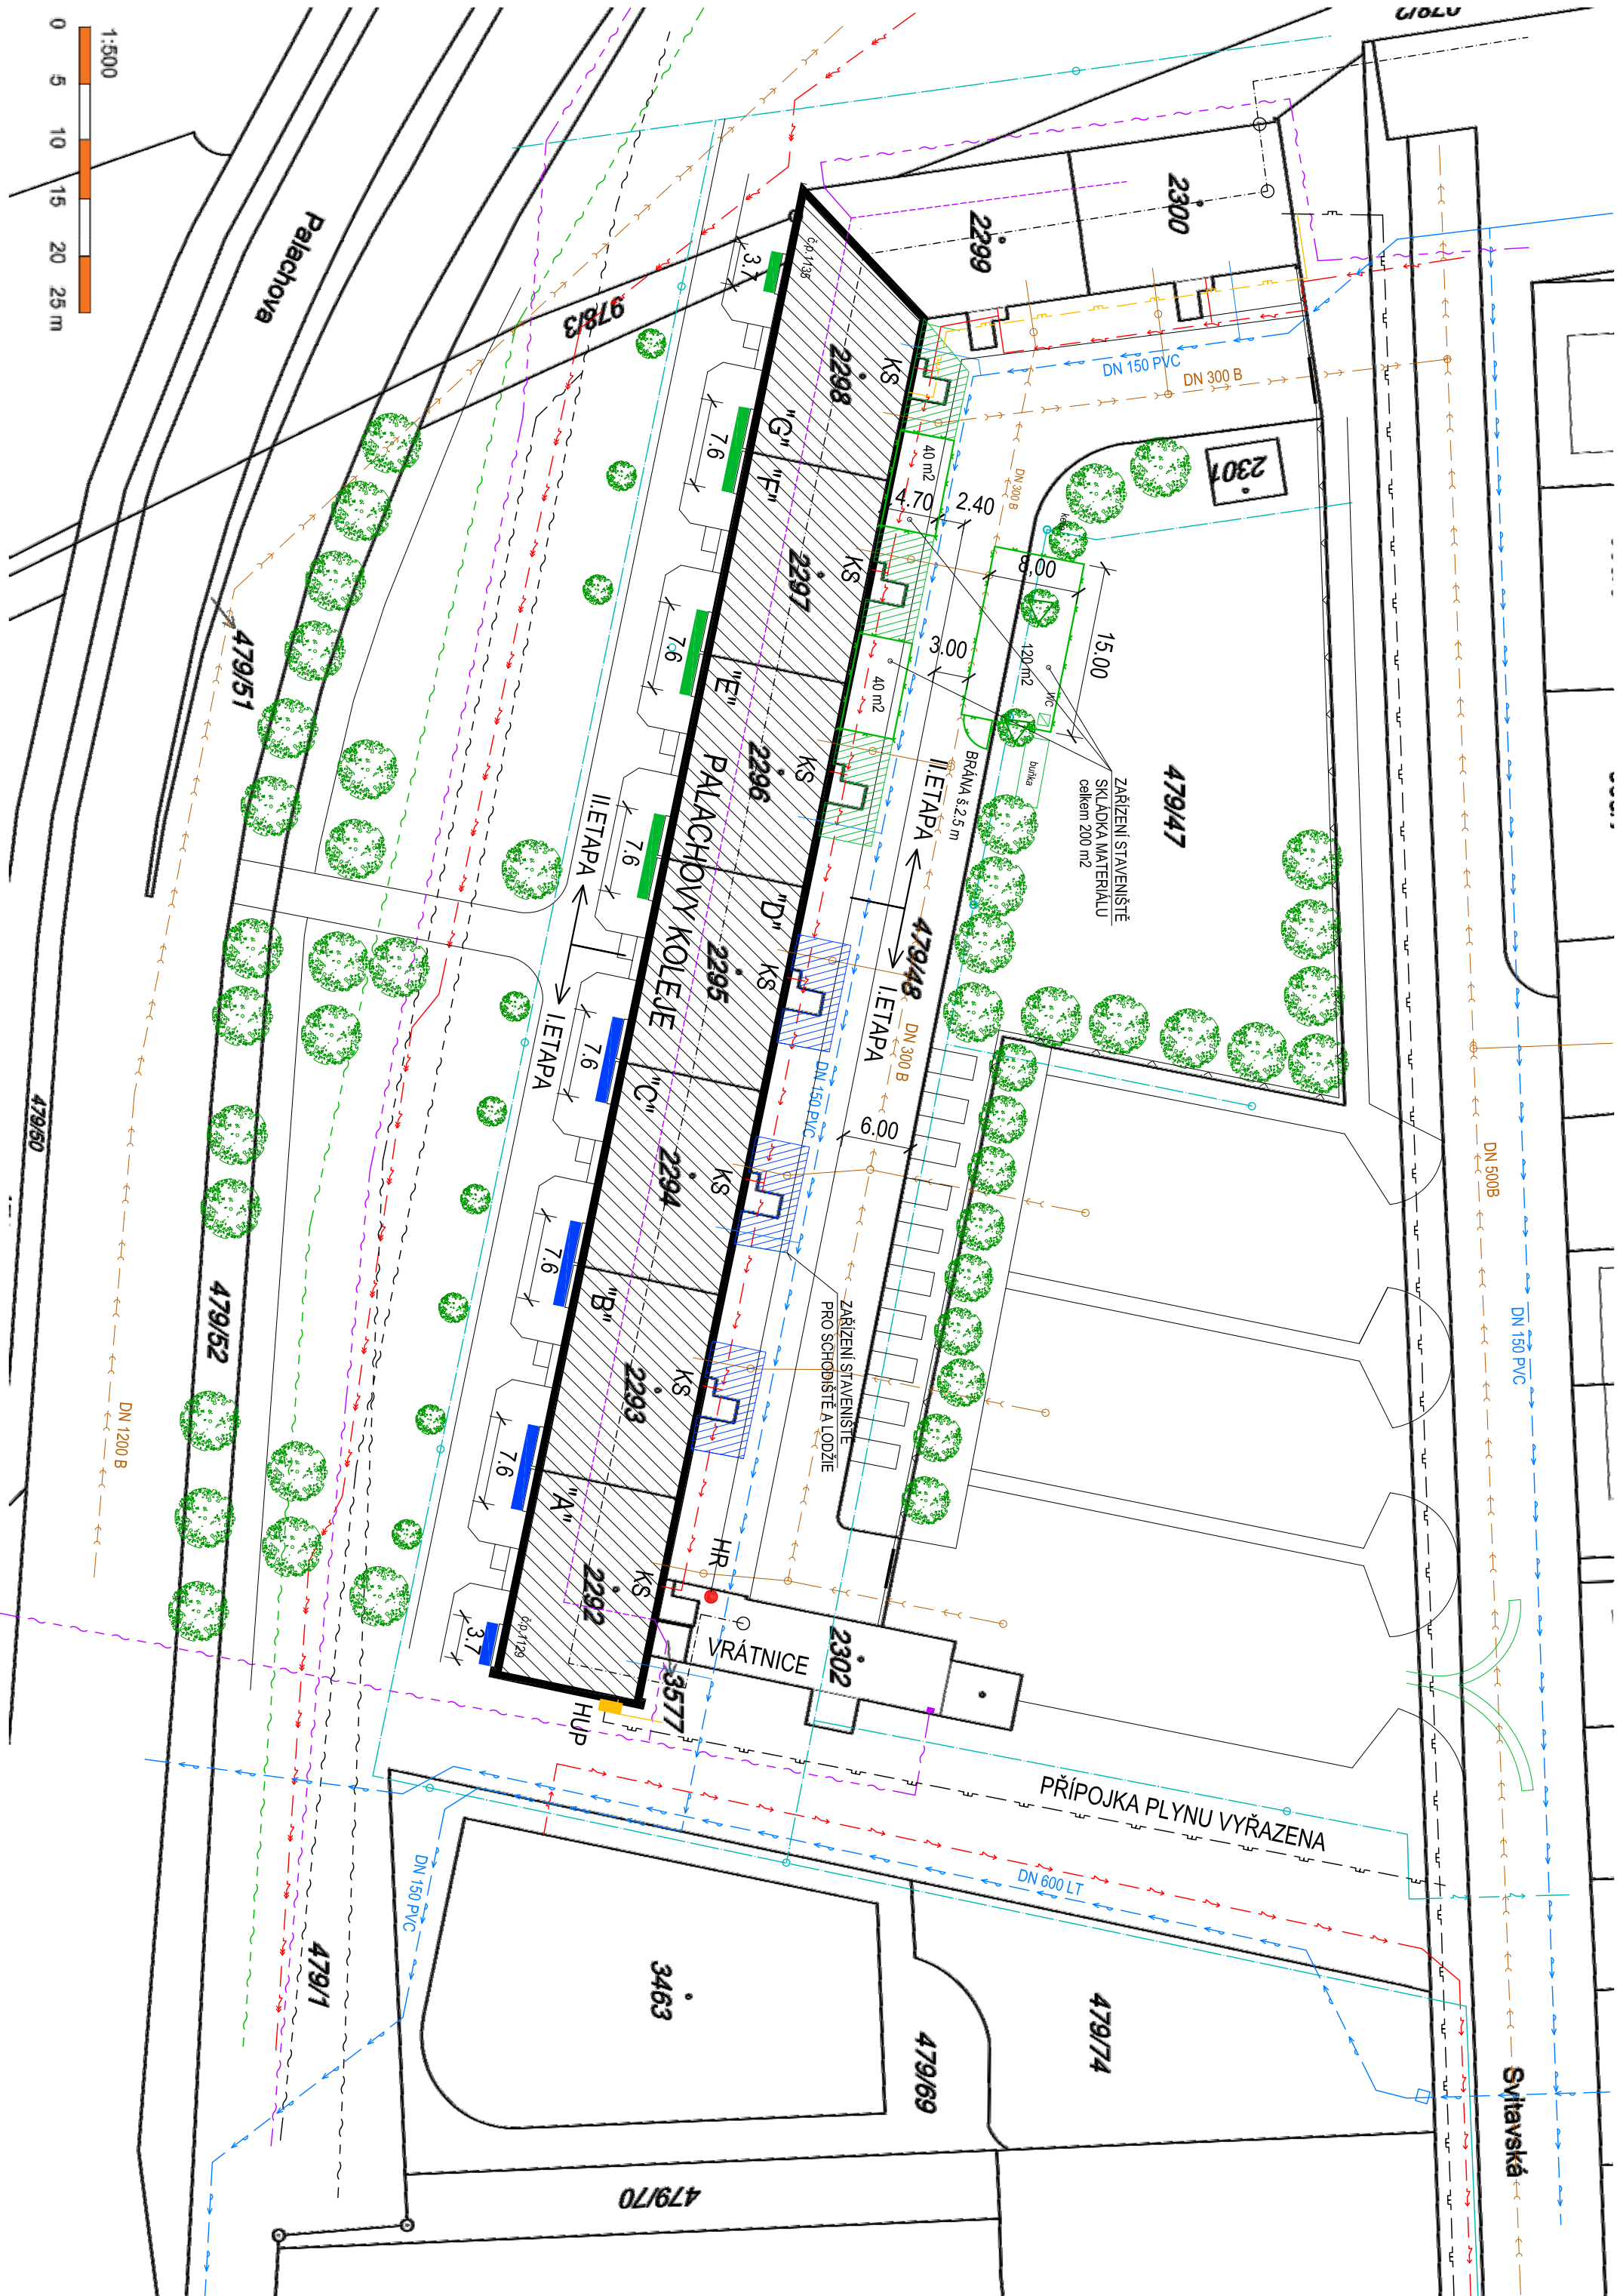 1:500
0 5 10 15 20 25 m
Palachova
978/3
2300
2299
2301
2298
č.p.1135
KS
"G"
"F"
2297
KS
"E"
2296
KS
PALACHOVY KOLEJE
"D"
2295
KS
"C"
2294
KS
"B"
2293
KS
"A"
2292
KS
č.p.1129
3577
HUP
HR
VRÁTNICE
2302
3.7
7.6
7.6
7.6
7.6
7.6
7.6
3.7
40 m2
4.70
2.40
40 m2
3.00
8,00
15.00
120 m2
WC
buňka
BRÁNA š.2,5 m
ZAŘÍZENÍ STAVENIŠTĚ
SKLÁDKA MATERIÁLU
celkem 200 m2
479/47
479/48
II.ETAPA
I.ETAPA
II.ETAPA
I.ETAPA
6.00
ZAŘÍZENÍ STAVENIŠTĚ
PRO SCHODIŠTĚ A LODŽIE
DN 150 PVC
DN 300 B
DN 300 B
DN 300 B
DN 150 PVC
DN 500B
DN 150 PVC
DN 1200 B
DN 150 PVC
DN 600 LT
PŘÍPOJKA PLYNU VYŘAZENA
479/51
479/60
479/52
479/1
3463
479/69
479/74
479/70
Svitavská